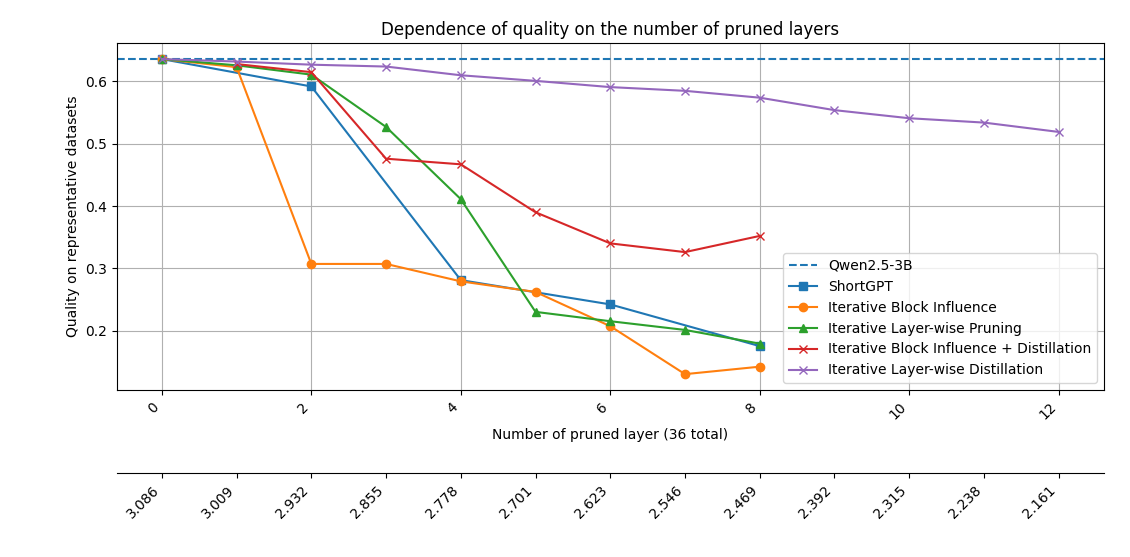 Dependence of quality on the number of pruned layers
Quality on representative datasets
0.6
0.5
0.4
0.3
0.2
Qwen2.5-3B
ShortGPT
Iterative Block Influence
Iterative Layer-wise Pruning
Iterative Block Influence + Distillation
Iterative Layer-wise Distillation
0 2 4 6 8 10 12
Number of pruned layer (36 total)
3.086 3.009 2.932 2.855 2.778 2.701 2.623 2.546 2.469 2.392 2.315 2.238 2.161